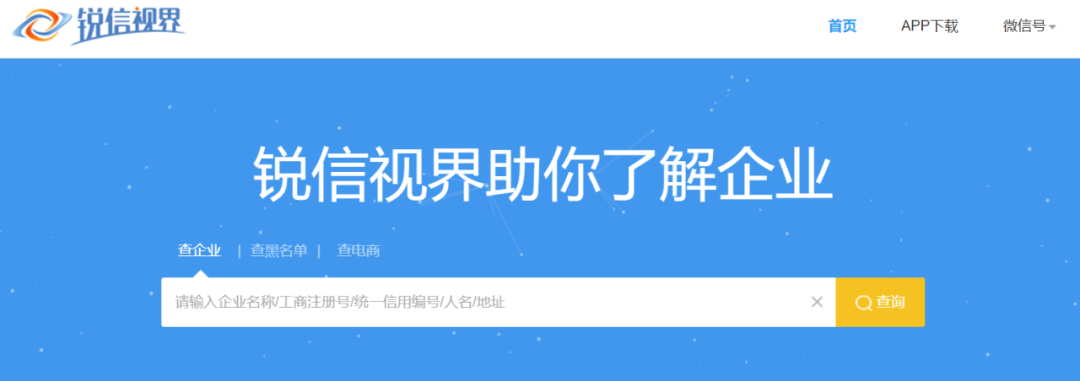 锐信视界
首页 APP下载 微信号
锐信视界助你了解企业
查企业 | 查黑名单 | 查电商
请输入企业名称/工商注册号/统一信用编号/人名/地址 查询